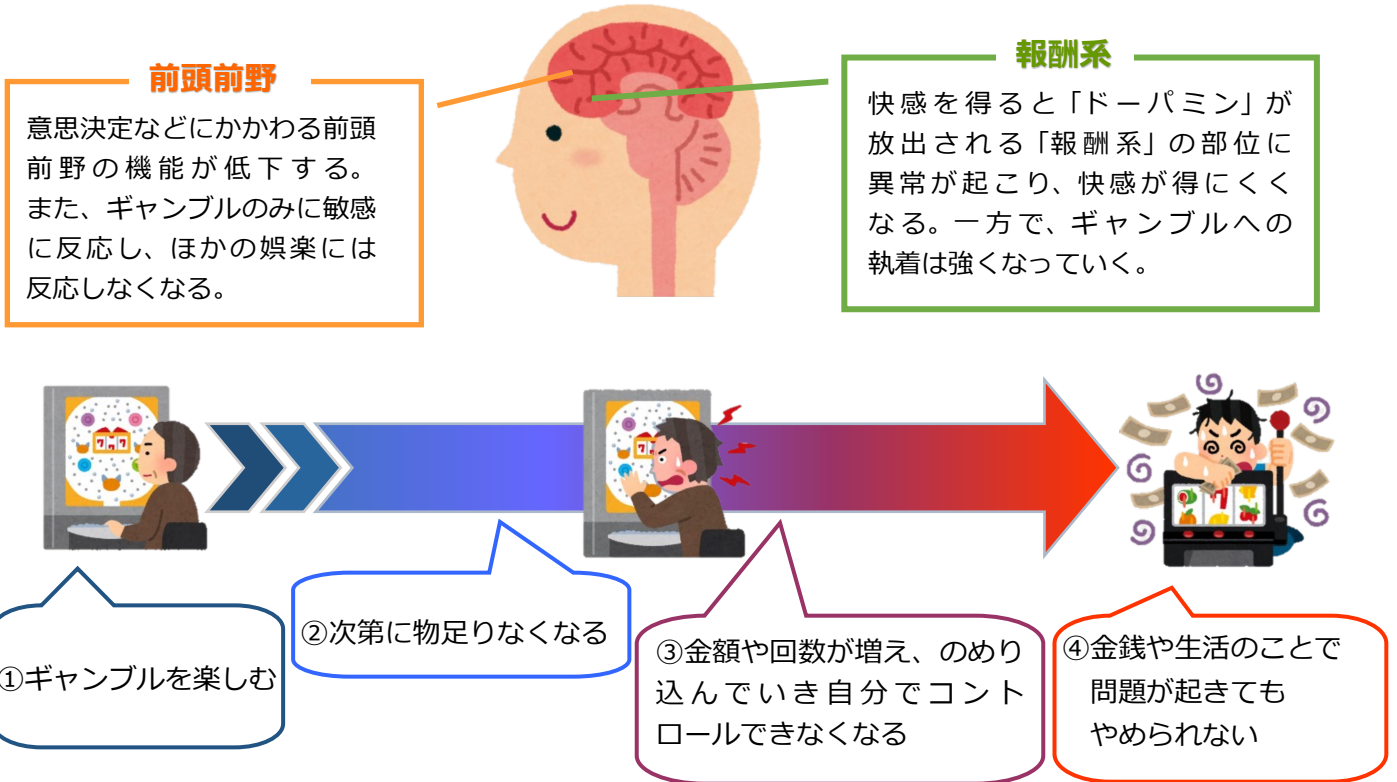 前頭前野
意思決定などにかかわる前頭
前野の機能が低下する。
また、ギャンブルのみに敏感
に反応し、ほかの娯楽には
反応しなくなる。
報酬系
快感を得ると「ドーパミン」が
放出される「報酬系」の部位に
異常が起こり、快感が得にくく
なる。一方で、ギャンブルへの
執着は強くなっていく。
777
①ギャンブルを楽しむ
②次第に物足りなくなる
③金額や回数が増え、のめり
込んでいき自分でコント
ロールできなくなる
④金銭や生活のことで
問題が起きても
やめられない